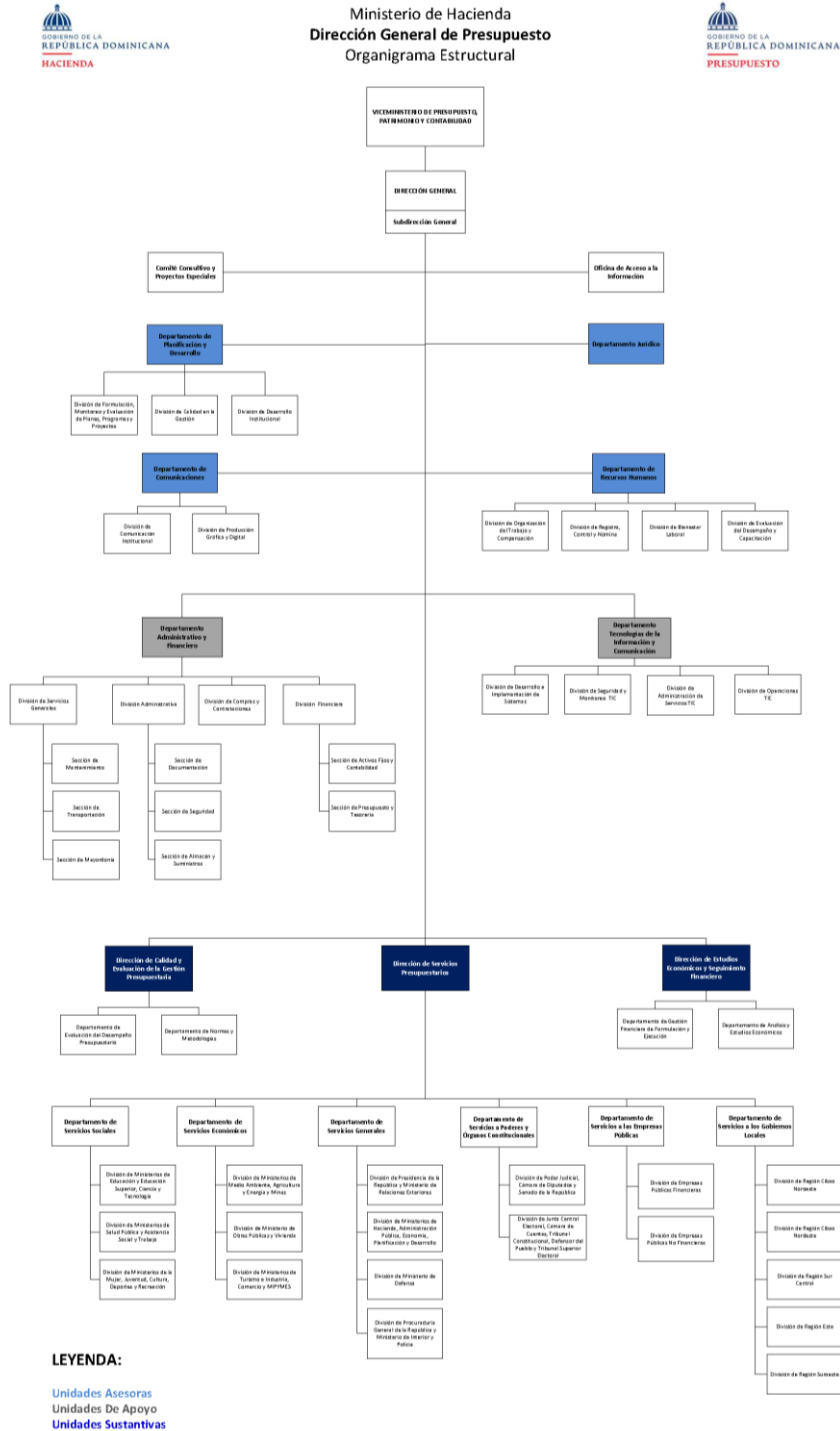 GOBIERNO DE LA
REPÚBLICA DOMINICANA
HACIENDA
Ministerio de Hacienda
Dirección General de Presupuesto
Organigrama Estructural
GOBIERNO DE LA
REPÚBLICA DOMINICANA
PRESUPUESTO
VICEMINISTERIO DE PRESUPUESTO,
PATRIMONIO Y CONTABILIDAD
DIRECCIÓN GENERAL
Subdirección General
Comité Consultivo y
Proyectos Especiales
Oficina de Acceso a la
Información
Departamento de
Planificación y
Desarrollo
Departamento Jurídico
División de Formulación,
Monitoreo y Evaluación
de Planes, Programas y
Proyectos
División de Calidad en la
Gestión
División de Desarrollo
Institucional
Departamento de
Comunicaciones
Departamento de
Recursos Humanos
División de
Comunicación
Institucional
División de Producción
Gráfica y Digital
División de Organización
del Trabajo y
Compensación
División de Registro,
Control y Nómina
División de Bienestar
Laboral
División de Evaluación
del Desempeño y
Capacitación
Departamento
Administrativo y
Financiero
Departamento
Tecnologías de la
Información y
Comunicación
División de Servicios
Generales
División Administrativa
División de Compras y
Contrataciones
División Financiera
División de Desarrollo e
Implementación de
Sistemas
División de Seguridad y
Monitoreo TIC
División de
Administración de
Servicios TIC
División de Operaciones
TIC
Sección de
Mantenimiento
Sección de
Documentación
Sección de Activos Fijos y
Contabilidad
Sección de
Transportación
Sección de Seguridad
Sección de Presupuesto y
Tesorería
Sección de Mayordomía
Sección de Almacén y
Suministros
Dirección de Calidad y
Evaluación de la Gestión
Presupuestaria
Dirección de Servicios
Presupuestarios
Dirección de Estudios
Económicos y Seguimiento
Financiero
Departamento de
Evaluación del Desempeño
Presupuestario
Departamento de Normas y
Metodologías
Departamento de Gestión
Financiera de Formulación y
Ejecución
Departamento de Análisis y
Estudios Económicos
Departamento de
Servicios Sociales
Departamento de
Servicios Económicos
Departamento de
Servicios Generales
Departamento de
Servicios a Poderes y
Órganos Constitucionales
Departamento de
Servicios a las Empresas
Públicas
Departamento de
Servicios a los Gobiernos
Locales
División de Ministerios de
Educación y Educación
Superior, Ciencia y
Tecnología
División de Ministerios de
Medio Ambiente, Agricultura
y Energía y Minas
División de Presidencia de la
República y Ministerio de
Relaciones Exteriores
División de Poder Judicial,
Cámara de Diputados y
Senado de la República
División de Empresas
Públicas Financieras
División de Región Cibao
Noroeste
División de Ministerios de
Salud Pública y Asistencia
Social y Trabajo
División de Ministerio de
Obras Públicas y Vivienda
División de Ministerios de
Hacienda, Administración
Pública, Economía,
Planificación y Desarrollo
División de Junta Central
Electoral, Cámara de
Cuentas, Tribunal
Constitucional, Defensor del
Pueblo y Tribunal Superior
Electoral
División de Empresas
Públicas No Financieras
División de Región Cibao
Nordeste
División de Ministerios de la
Mujer, Juventud, Cultura,
Deportes y Recreación
División de Ministerios de
Turismo e Industria,
Comercio y MIPYMES
División de Ministerio de
Defensa
División de Región Sur
Central
División de Procuraduría
General de la República y
Ministerio de Interior y
Policía
División de Región Este
División de Región Suroeste
LEYENDA:
Unidades Asesoras
Unidades De Apoyo
Unidades Sustantivas